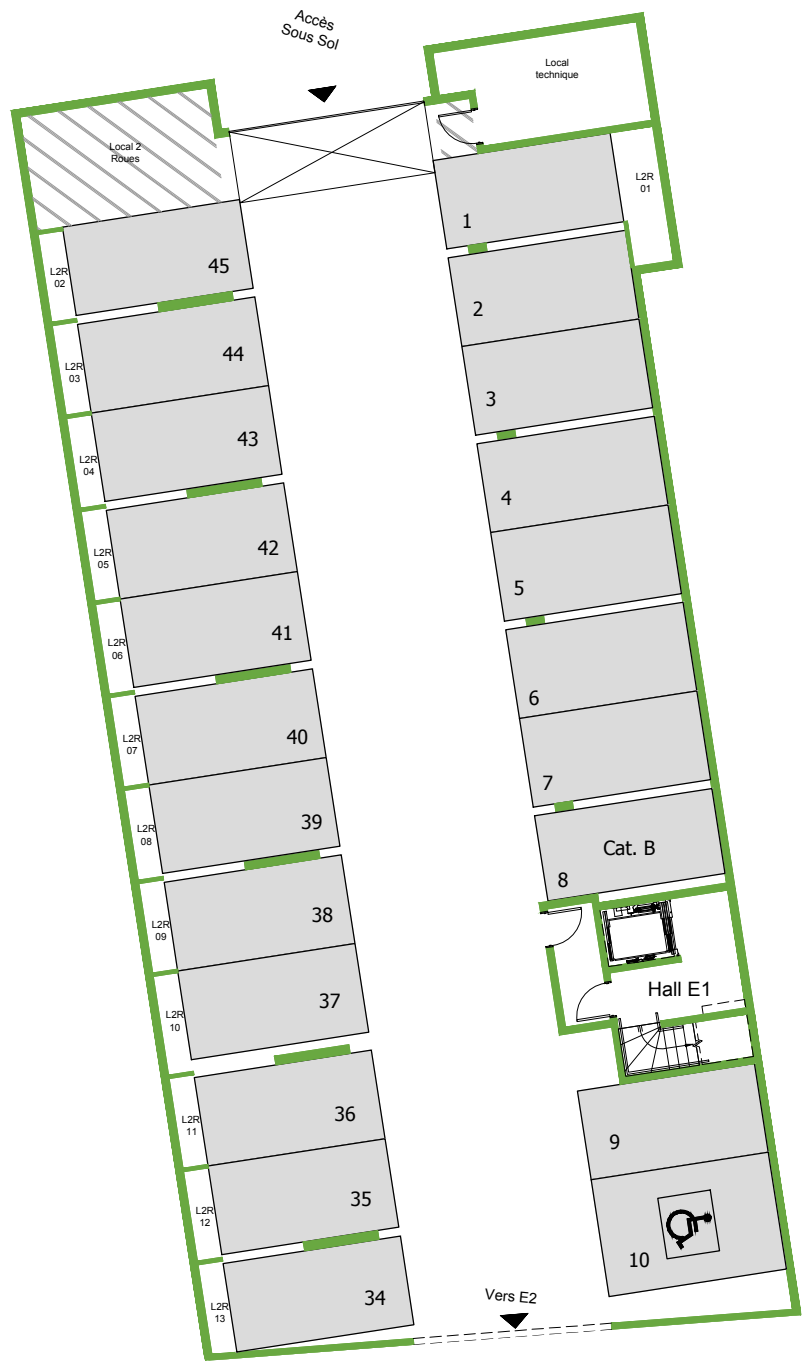 Accès
Sous Sol
Local
technique
Local 2
Roues
L2R
01
1
45
L2R
02
2
44
L2R
03
3
43
L2R
04
4
42
L2R
05
5
41
L2R
06
6
40
L2R
07
7
39
L2R
08
Cat. B
8
38
L2R
09
37
L2R
10
Hall E1
36
L2R
11
9
35
L2R
12
10
34
L2R
13
Vers E2